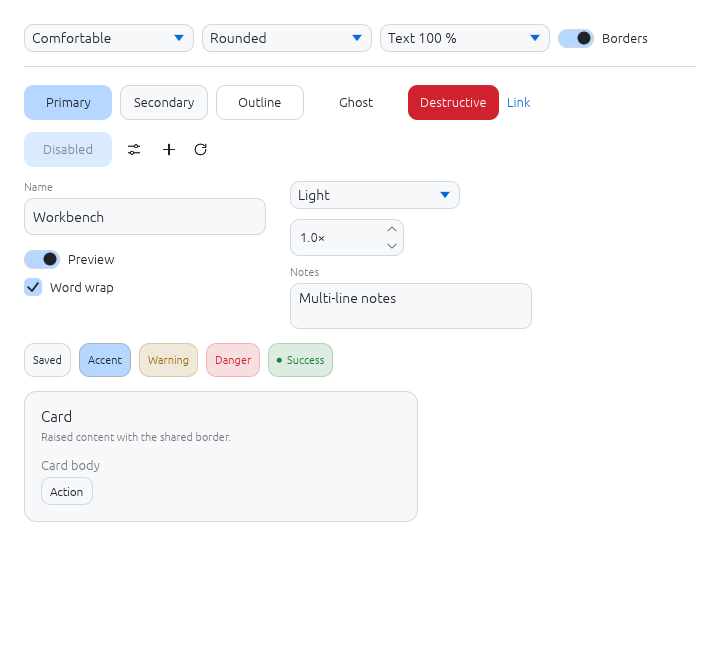 Comfortable
Rounded
Text 100 %
Borders
Primary
Secondary
Outline
Ghost
Destructive
Link
Disabled
Name
Workbench
Light
1.0×
Preview
Word wrap
Notes
Multi-line notes
Saved
Accent
Warning
Danger
Success
Card
Raised content with the shared border.
Card body
Action